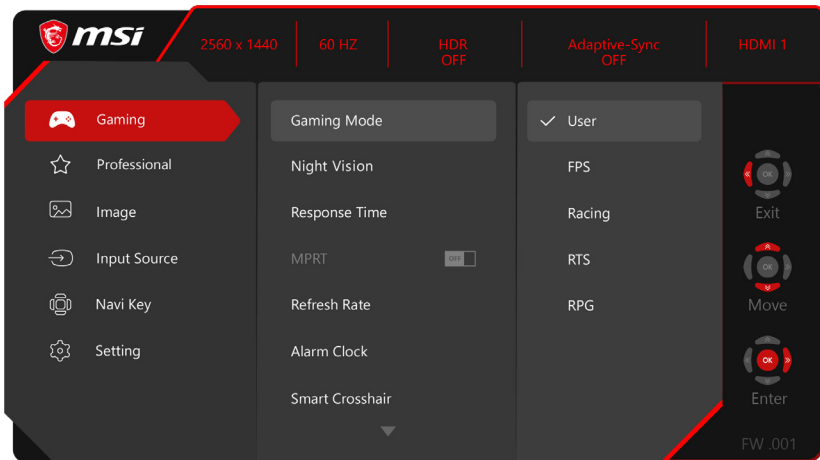 msi
2560 x 1440
60 HZ
HDR
OFF
Adaptive-Sync
OFF
HDMI 1
Gaming
Professional
Image
Input Source
Navi Key
Setting
Gaming Mode
Night Vision
Response Time
MPRT
OFF
Refresh Rate
Alarm Clock
Smart Crosshair
User
FPS
Racing
RTS
RPG
OK
Exit
OK
Move
OK
Enter
FW .001